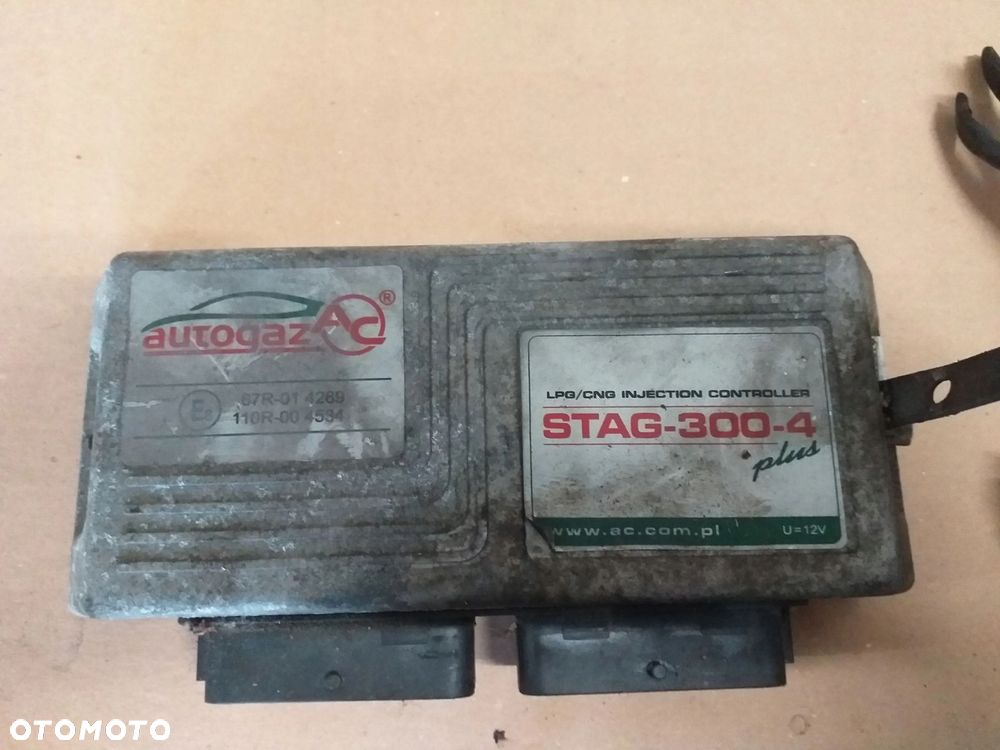 autogaz AC ®
E8 67R-01 4269
110R-00 4534
LPG/CNG INJECTION CONTROLLER
STAG-300-4
plus
www.ac.com.pl U=12V
OTOMOTO